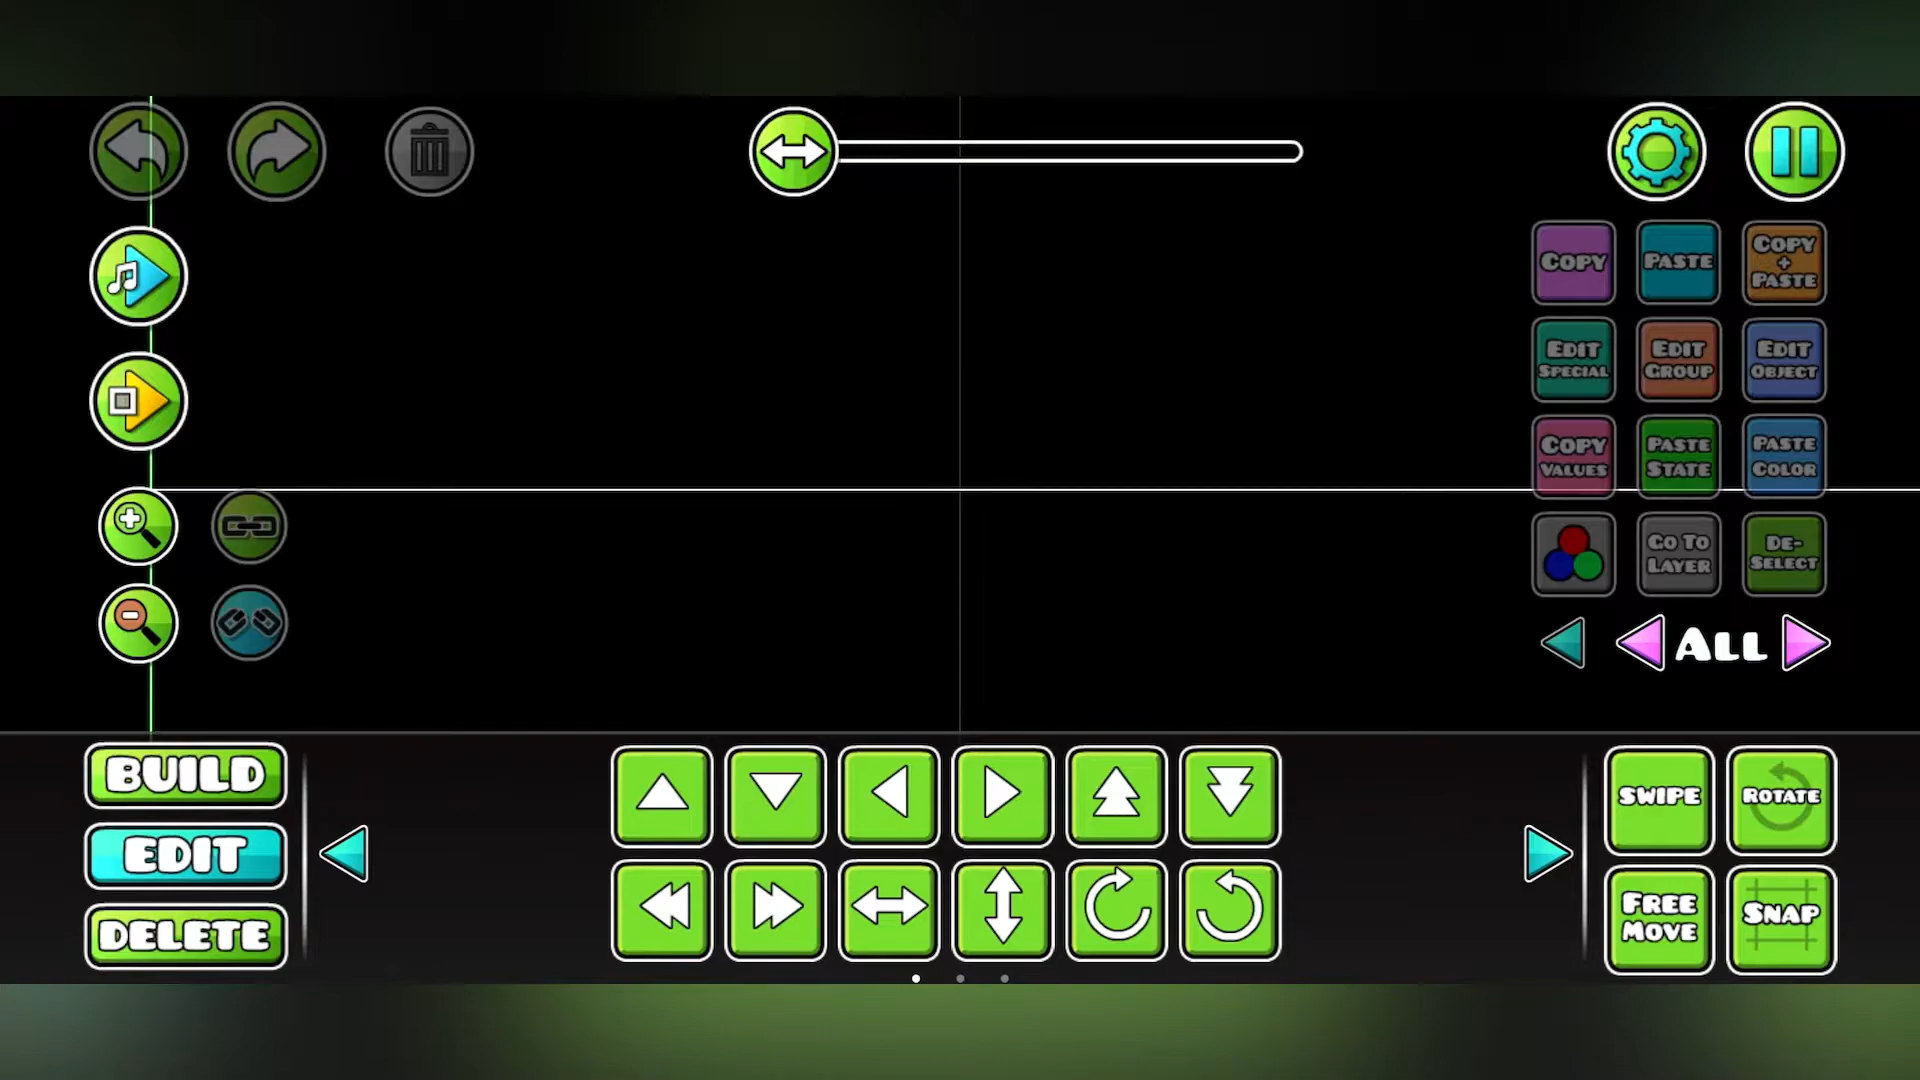 COPY
PASTE
COPY
+
PASTE
EDIT
SPECIAL
EDIT
GROUP
EDIT
OBJECT
COPY
VALUES
PASTE
STATE
PASTE
COLOR
GO TO
LAYER
DE-
SELECT
ALL
BUILD
EDIT
DELETE
SWIPE
ROTATE
FREE
MOVE
SNAP